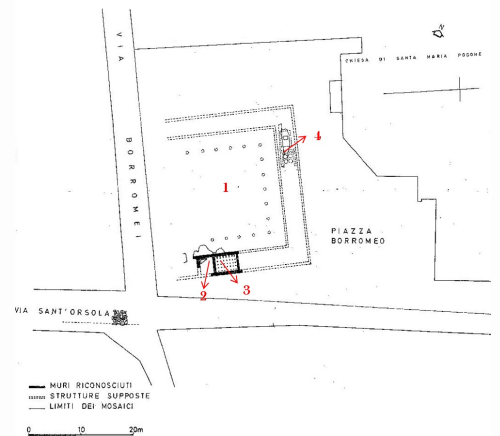 N
CHIESA DI SANTA MARIA PODONE
VIA BORROMEI
4
1
PIAZZA
BORROMEO
2
3
VIA SANT'ORSOLA
MURI RICONOSCIUTI
STRUTTURE SUPPOSTE
LIMITI DEI MOSAICI
0 10 20m